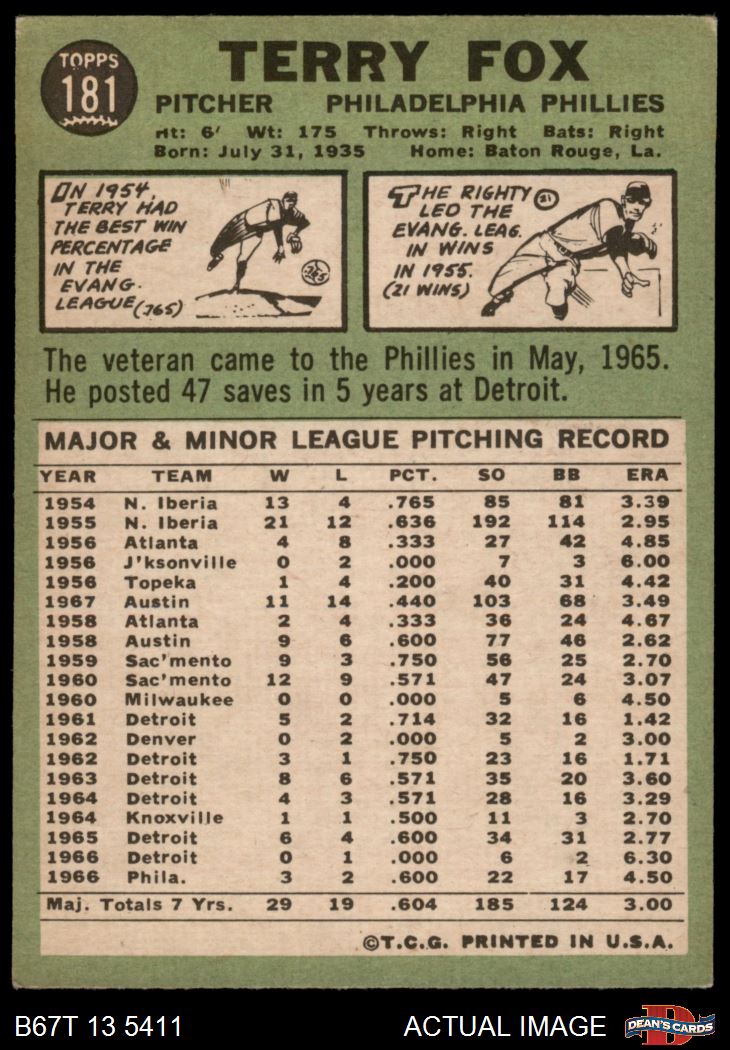 TOPPS
181
TERRY FOX
PITCHER PHILADELPHIA PHILLIES
Ht: 6' Wt: 175 Throws: Right Bats: Right
Born: July 31, 1935 Home: Baton Rouge, La.
IN 1954,
TERRY HAD
THE BEST WIN
PERCENTAGE
IN THE
EVANG.
LEAGUE (.765)
.765
THE RIGHTY
LED THE
EVANG. LEAG.
IN WINS
IN 1955.
(21 WINS)
21
The veteran came to the Phillies in May, 1965.
He posted 47 saves in 5 years at Detroit.
MAJOR & MINOR LEAGUE PITCHING RECORD
YEAR TEAM W L PCT. SO BB ERA
1954 N. Iberia 13 4 .765 85 81 3.39
1955 N. Iberia 21 12 .636 192 114 2.95
1956 Atlanta 4 8 .333 27 42 4.85
1956 J'ksonville 0 2 .000 7 3 6.00
1956 Topeka 1 4 .200 40 31 4.42
1967 Austin 11 14 .440 103 68 3.49
1958 Atlanta 2 4 .333 36 24 4.67
1958 Austin 9 6 .600 77 46 2.62
1959 Sac'mento 9 3 .750 56 25 2.70
1960 Sac'mento 12 9 .571 47 24 3.07
1960 Milwaukee 0 0 .000 5 6 4.50
1961 Detroit 5 2 .714 32 16 1.42
1962 Denver 0 2 .000 5 2 3.00
1962 Detroit 3 1 .750 23 16 1.71
1963 Detroit 8 6 .571 35 20 3.60
1964 Detroit 4 3 .571 28 16 3.29
1964 Knoxville 1 1 .500 11 3 2.70
1965 Detroit 6 4 .600 34 31 2.77
1966 Detroit 0 1 .000 6 2 6.30
1966 Phila. 3 2 .600 22 17 4.50
Maj. Totals 7 Yrs. 29 19 .604 185 124 3.00
©T.C.G. PRINTED IN U.S.A.
B67T 13 5411 ACTUAL IMAGE
D
DEAN'S CARDS